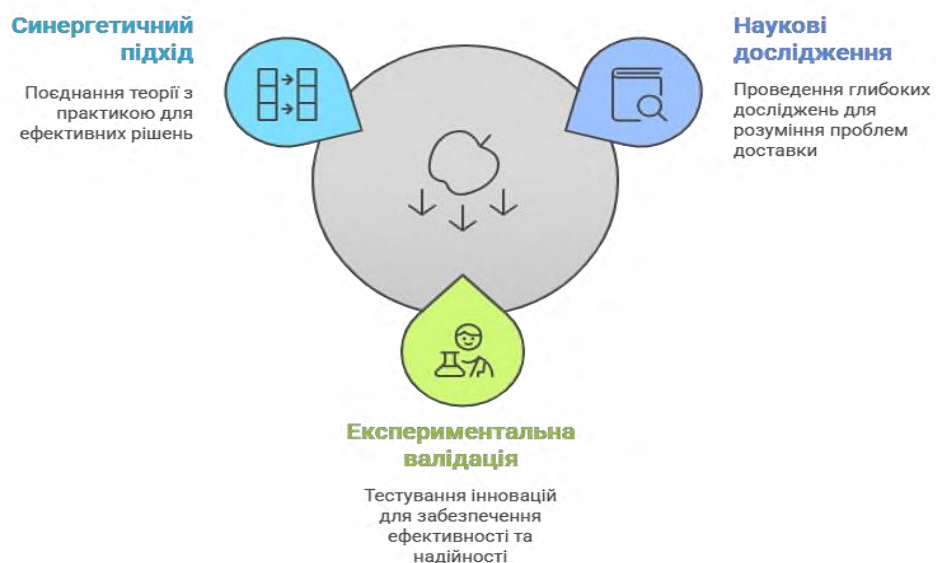 Синергетичний
підхід
Поєднання теорії з
практикою для
ефективних рішень
Наукові
дослідження
Проведення глибоких
досліджень для
розуміння проблем
доставки
Експериментальна
валідація
Тестування інновацій
для забезпечення
ефективності та
надійності